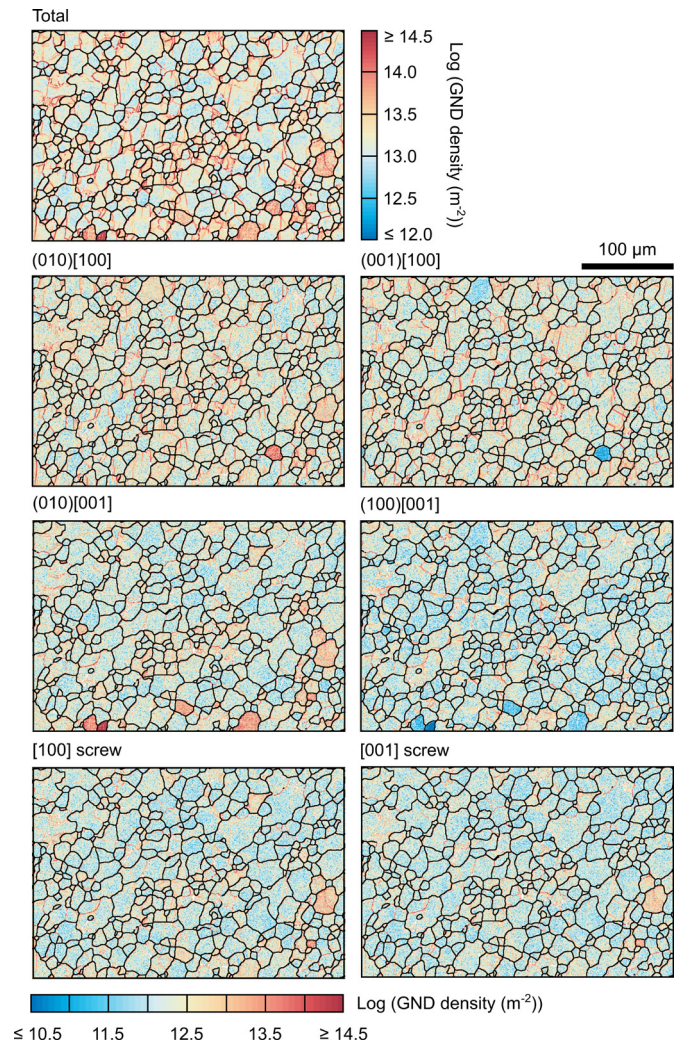 Total
≥ 14.5
14.0
13.5
13.0
12.5
≤ 12.0
Log (GND density (m⁻²))
100 µm
(010)[100]
(001)[100]
(010)[001]
(100)[001]
[100] screw
[001] screw
Log (GND density (m⁻²))
≤ 10.5 11.5 12.5 13.5 ≥ 14.5